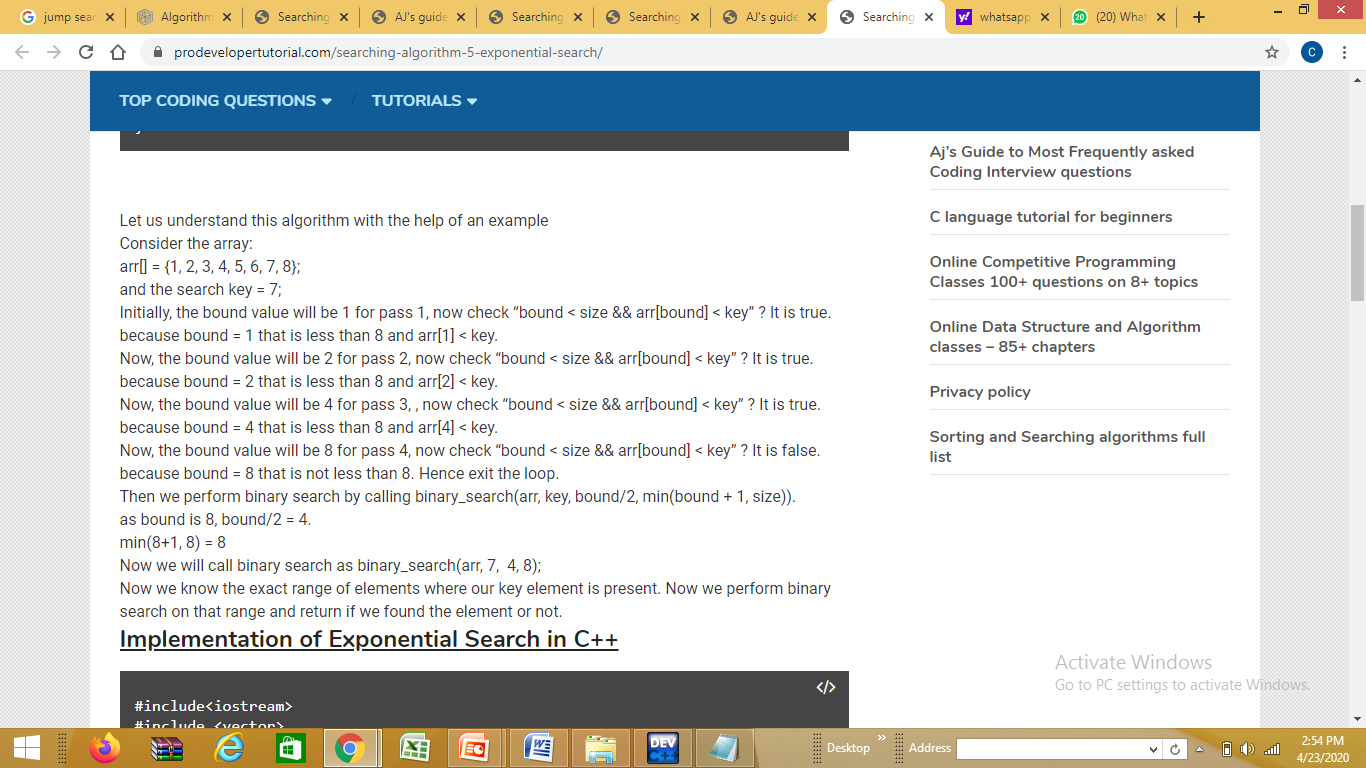 jump sear
Algorithm
Searching
AJ's guide
Searching
Searching
AJ's guide
Searching
whatsapp
(20) What
prodevelopertutorial.com/searching-algorithm-5-exponential-search/
C
TOP CODING QUESTIONS
/
TUTORIALS
Let us understand this algorithm with the help of an example
Consider the array:
arr[] = {1, 2, 3, 4, 5, 6, 7, 8};
and the search key = 7;
Initially, the bound value will be 1 for pass 1, now check “bound < size && arr[bound] < key” ? It is true.
because bound = 1 that is less than 8 and arr[1] < key.
Now, the bound value will be 2 for pass 2, now check “bound < size && arr[bound] < key” ? It is true.
because bound = 2 that is less than 8 and arr[2] < key.
Now, the bound value will be 4 for pass 3, , now check “bound < size && arr[bound] < key” ? It is true.
because bound = 4 that is less than 8 and arr[4] < key.
Now, the bound value will be 8 for pass 4, now check “bound < size && arr[bound] < key” ? It is false.
because bound = 8 that is not less than 8. Hence exit the loop.
Then we perform binary search by calling binary_search(arr, key, bound/2, min(bound + 1, size)).
as bound is 8, bound/2 = 4.
min(8+1, 8) = 8
Now we will call binary search as binary_search(arr, 7,  4, 8);
Now we know the exact range of elements where our key element is present. Now we perform binary
search on that range and return if we found the element or not.
Implementation of Exponential Search in C++
</>
#include<iostream>
#include <vector>
Aj’s Guide to Most Frequently asked
Coding Interview questions
C language tutorial for beginners
Online Competitive Programming
Classes 100+ questions on 8+ topics
Online Data Structure and Algorithm
classes – 85+ chapters
Privacy policy
Sorting and Searching algorithms full
list
Activate Windows
Go to PC settings to activate Windows.
DEV
C++
Desktop
»
Address
2:54 PM
4/23/2020